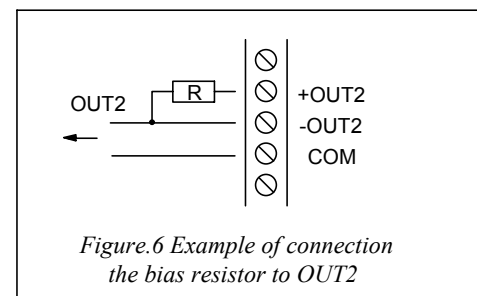 R
+OUT2
OUT2
-OUT2
COM
Figure.6 Example of connection
the bias resistor to OUT2